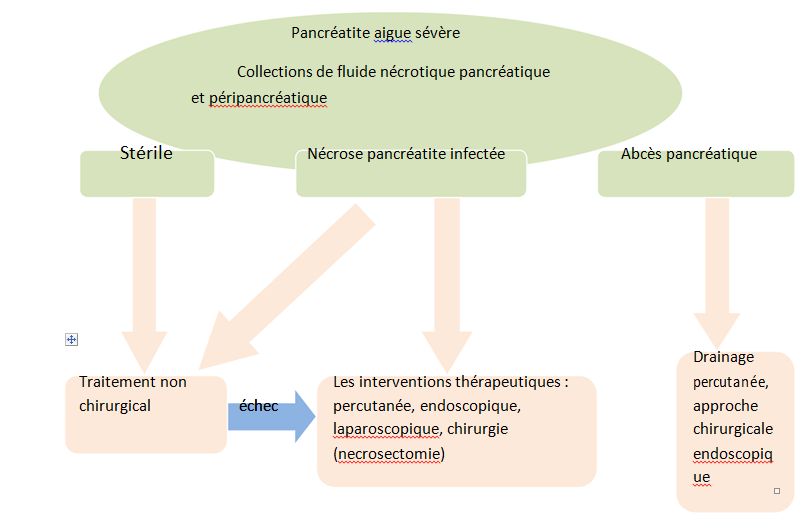 Pancréatite aigue sévère
Collections de fluide nécrotique pancréatique
et péripancréatique
Stérile
Nécrose pancréatite infectée
Abcès pancréatique
Traitement non
chirurgical
échec
Les interventions thérapeutiques :
percutanée, endoscopique,
laparoscopique, chirurgie
(necrosectomie)
Drainage
percutanée,
approche
chirurgicale
endoscopiq
ue